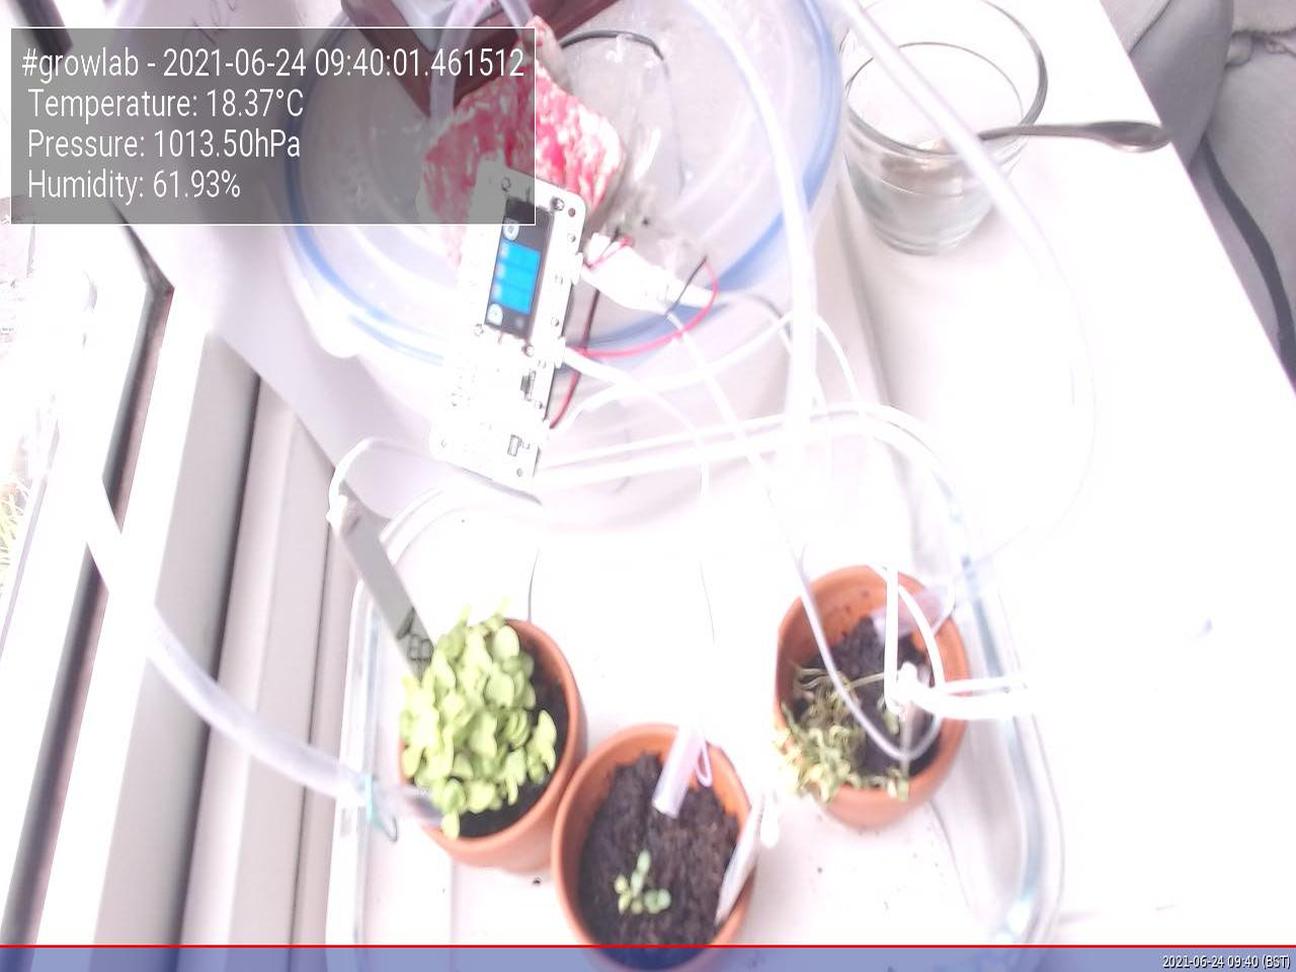 #growlab - 2021-06-24 09:40:01.461512
Temperature: 18.37°C
Pressure: 1013.50hPa
Humidity: 61.93%
2021-06-24 09:40 (BST)